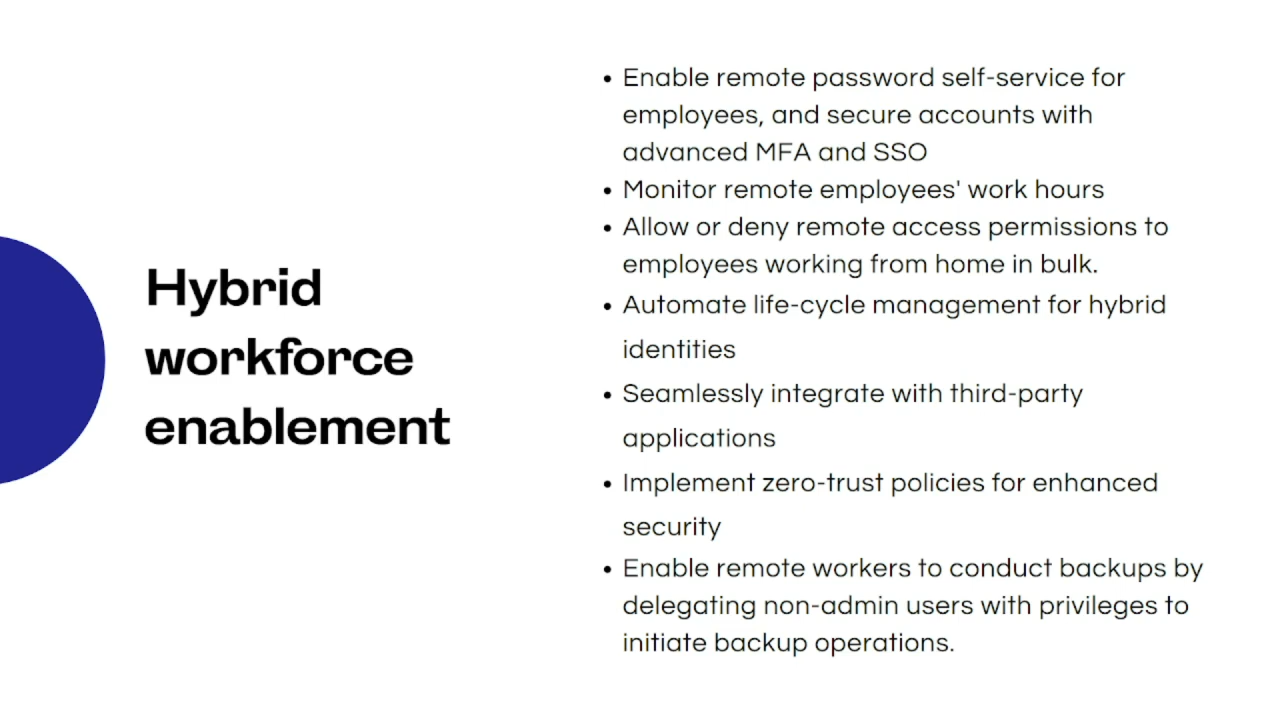 Hybrid
workforce
enablement
• Enable remote password self-service for
employees, and secure accounts with
advanced MFA and SSO
• Monitor remote employees' work hours
• Allow or deny remote access permissions to
employees working from home in bulk.
• Automate life-cycle management for hybrid
identities
• Seamlessly integrate with third-party
applications
• Implement zero-trust policies for enhanced
security
• Enable remote workers to conduct backups by
delegating non-admin users with privileges to
initiate backup operations.